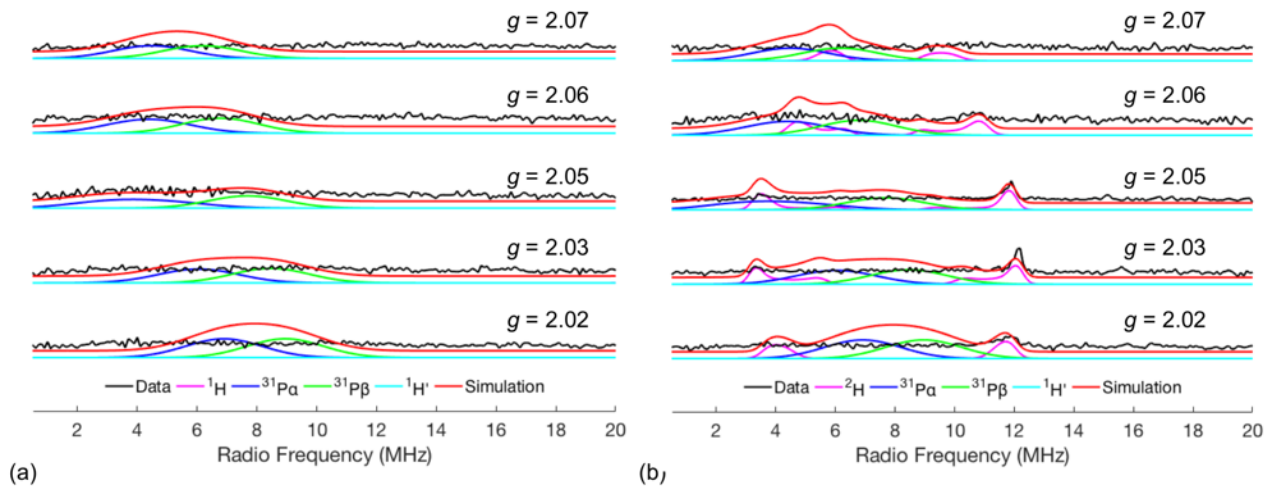 g = 2.07
g = 2.06
g = 2.05
g = 2.03
g = 2.02
Data ¹H ³¹Pα ³¹Pβ ¹H' Simulation
2 4 6 8 10 12 14 16 18 20
Radio Frequency (MHz)
(a)
g = 2.07
g = 2.06
g = 2.05
g = 2.03
g = 2.02
Data ²H ³¹Pα ³¹Pβ ¹H' Simulation
2 4 6 8 10 12 14 16 18 20
Radio Frequency (MHz)
(b)